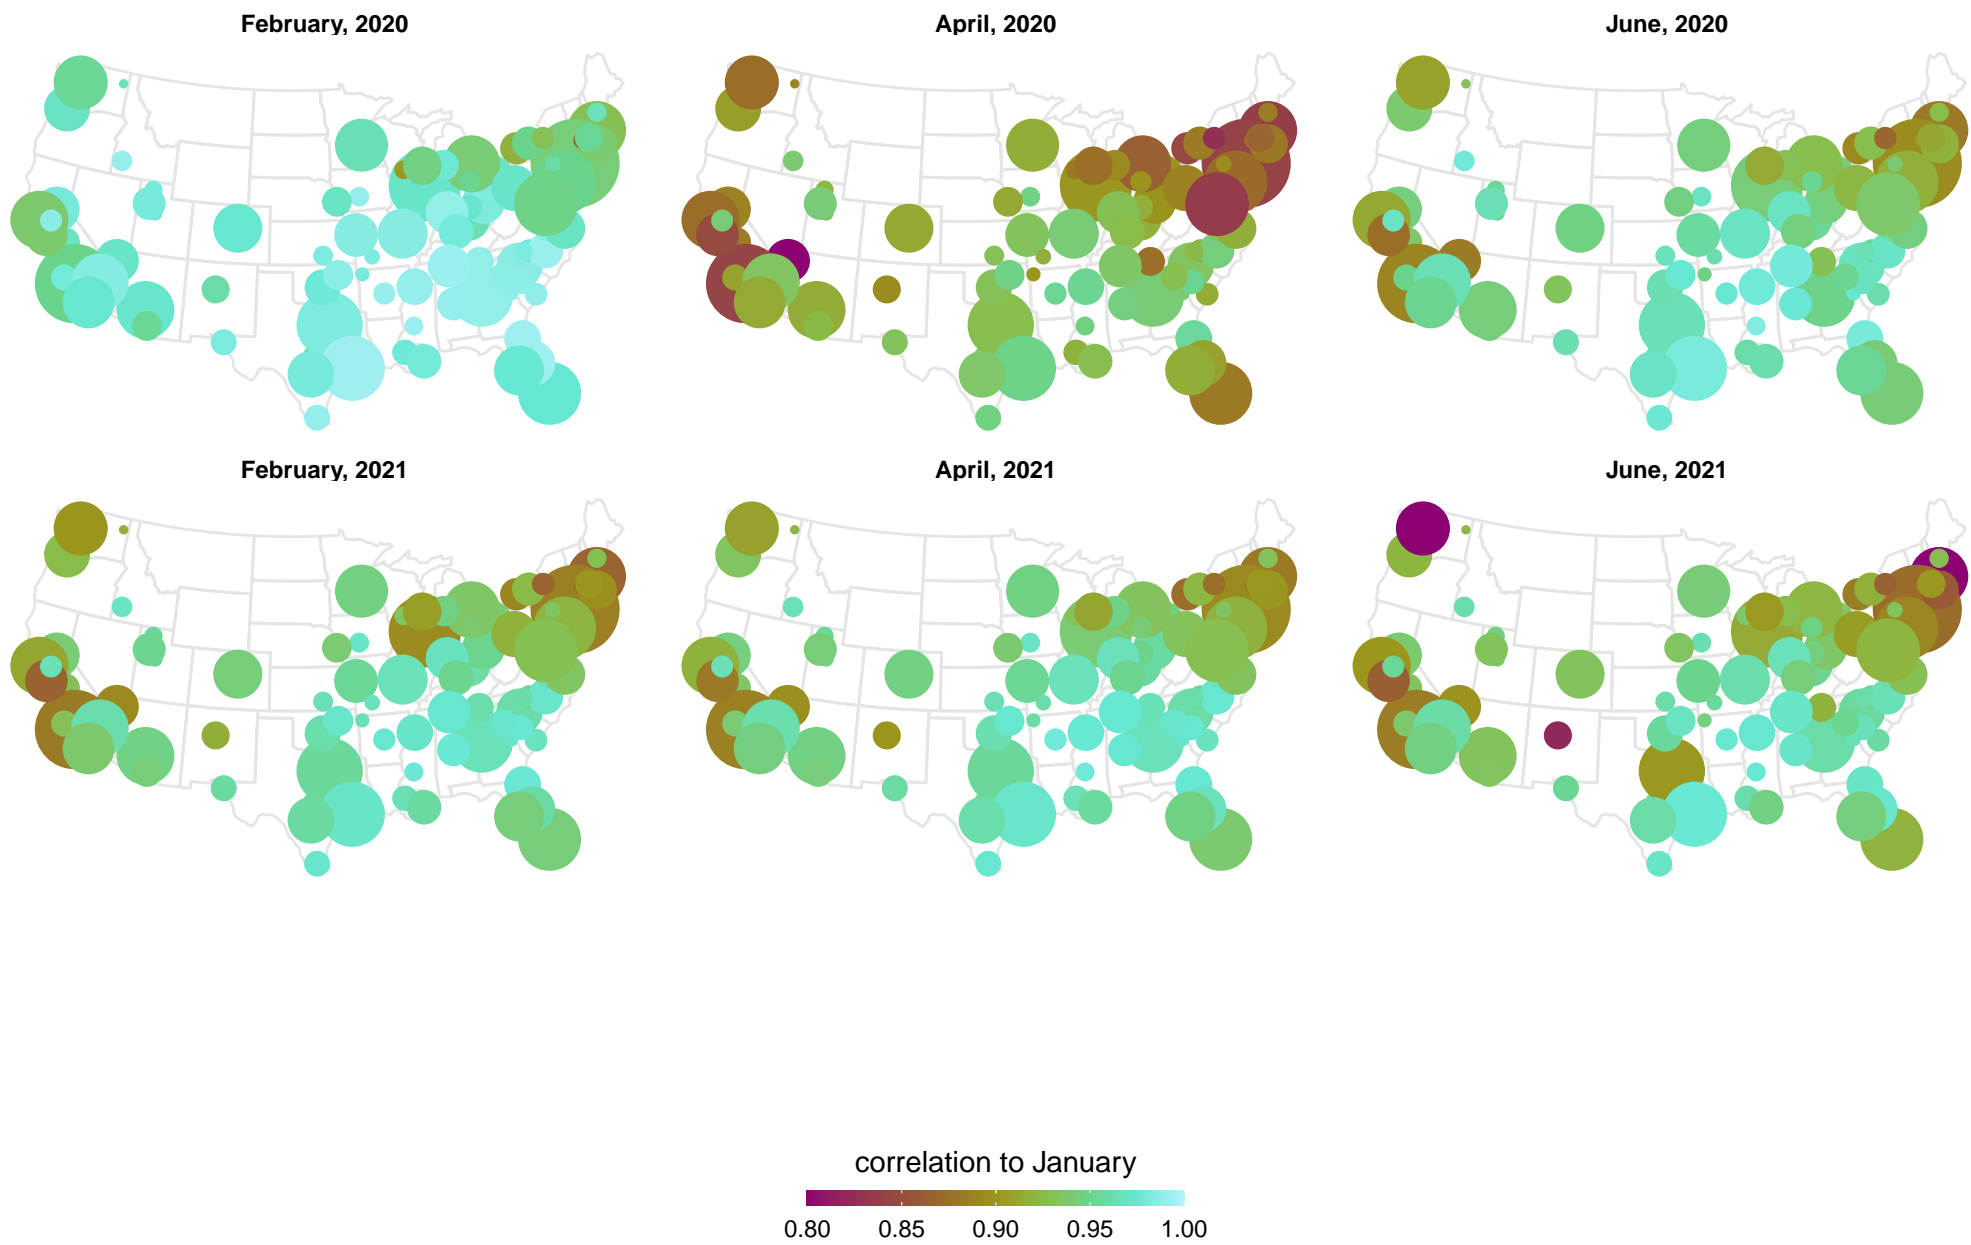 February, 2020
April, 2020
June, 2020
February, 2021
April, 2021
June, 2021
correlation to January
0.80 0.85 0.90 0.95 1.00